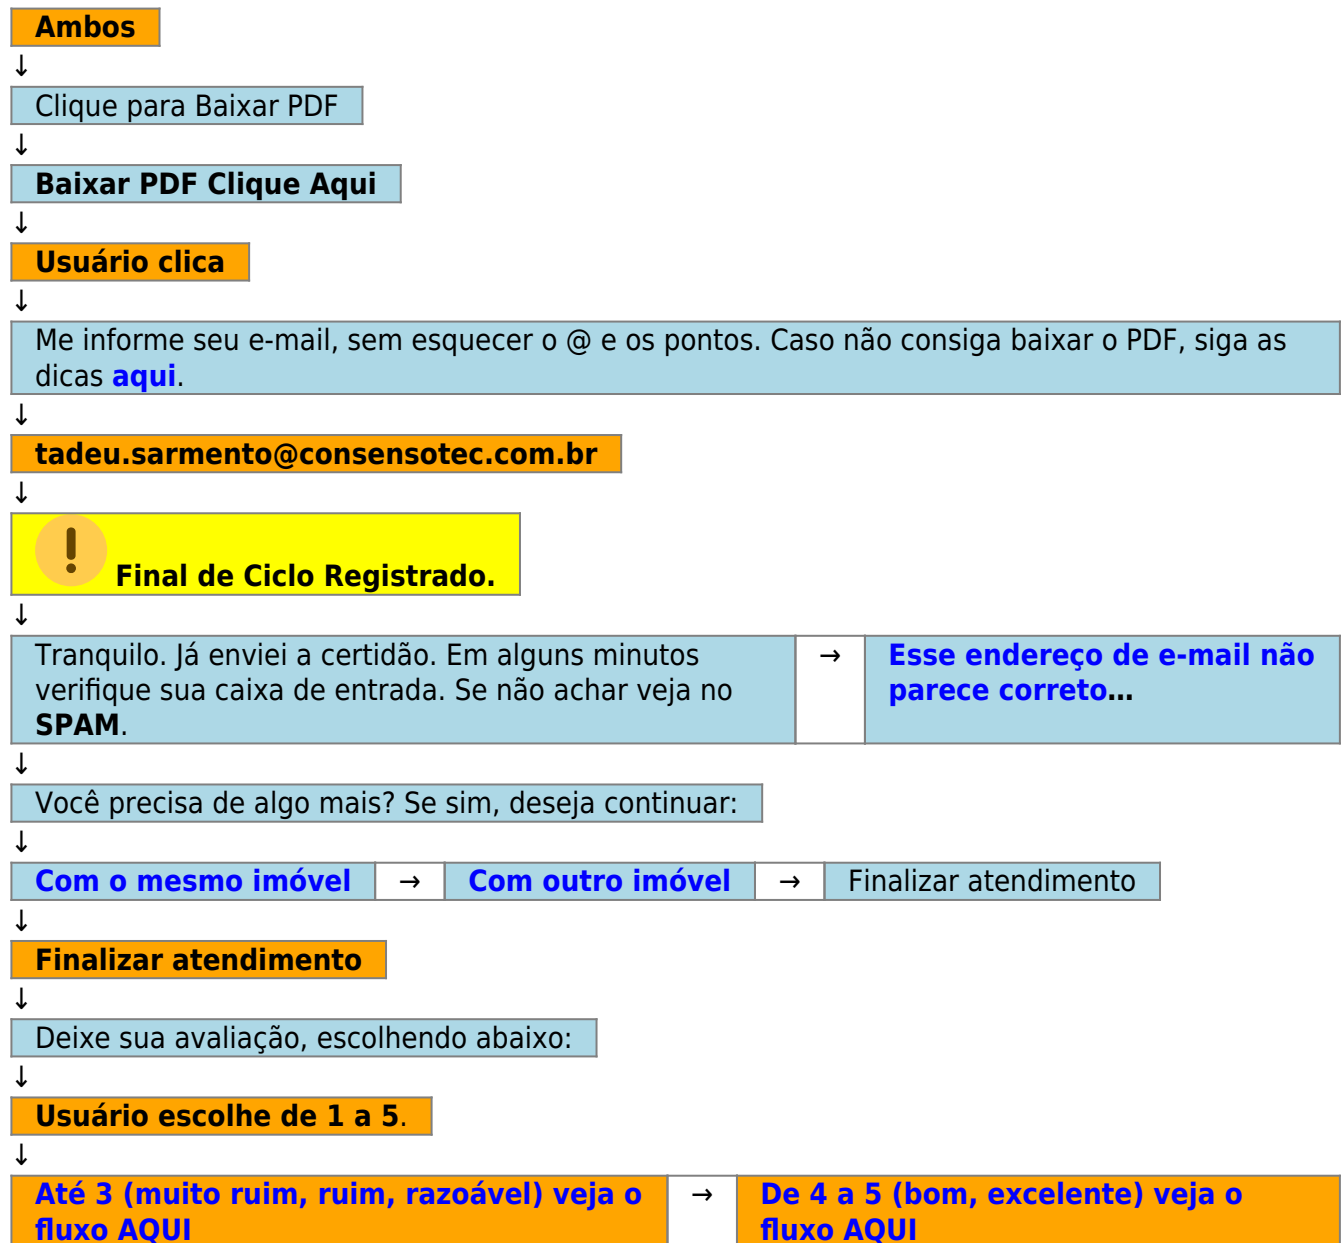 Ambos
↓
Clique para Baixar PDF
↓
Baixar PDF Clique Aqui
↓
Usuário clica
↓
Me informe seu e-mail, sem esquecer o @ e os pontos. Caso não consiga baixar o PDF, siga as
dicas aqui.
↓
tadeu.sarmento@consensotec.com.br
↓
Final de Ciclo Registrado.
↓
Tranquilo. Já enviei a certidão. Em alguns minutos
verifique sua caixa de entrada. Se não achar veja no
SPAM.
→
Esse endereço de e-mail não
parece correto...
↓
Você precisa de algo mais? Se sim, deseja continuar:
↓
Com o mesmo imóvel → Com outro imóvel → Finalizar atendimento
↓
Finalizar atendimento
↓
Deixe sua avaliação, escolhendo abaixo:
↓
Usuário escolhe de 1 a 5.
↓
Até 3 (muito ruim, ruim, razoável) veja o
fluxo AQUI
→
De 4 a 5 (bom, excelente) veja o
fluxo AQUI